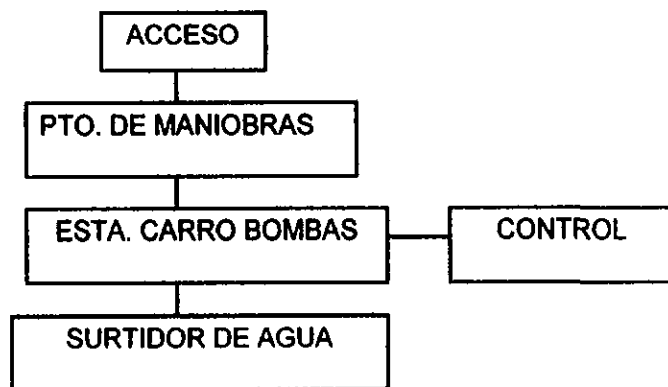 ACCESO
PTO. DE MANIOBRAS
ESTA. CARRO BOMBAS
CONTROL
SURTIDOR DE AGUA